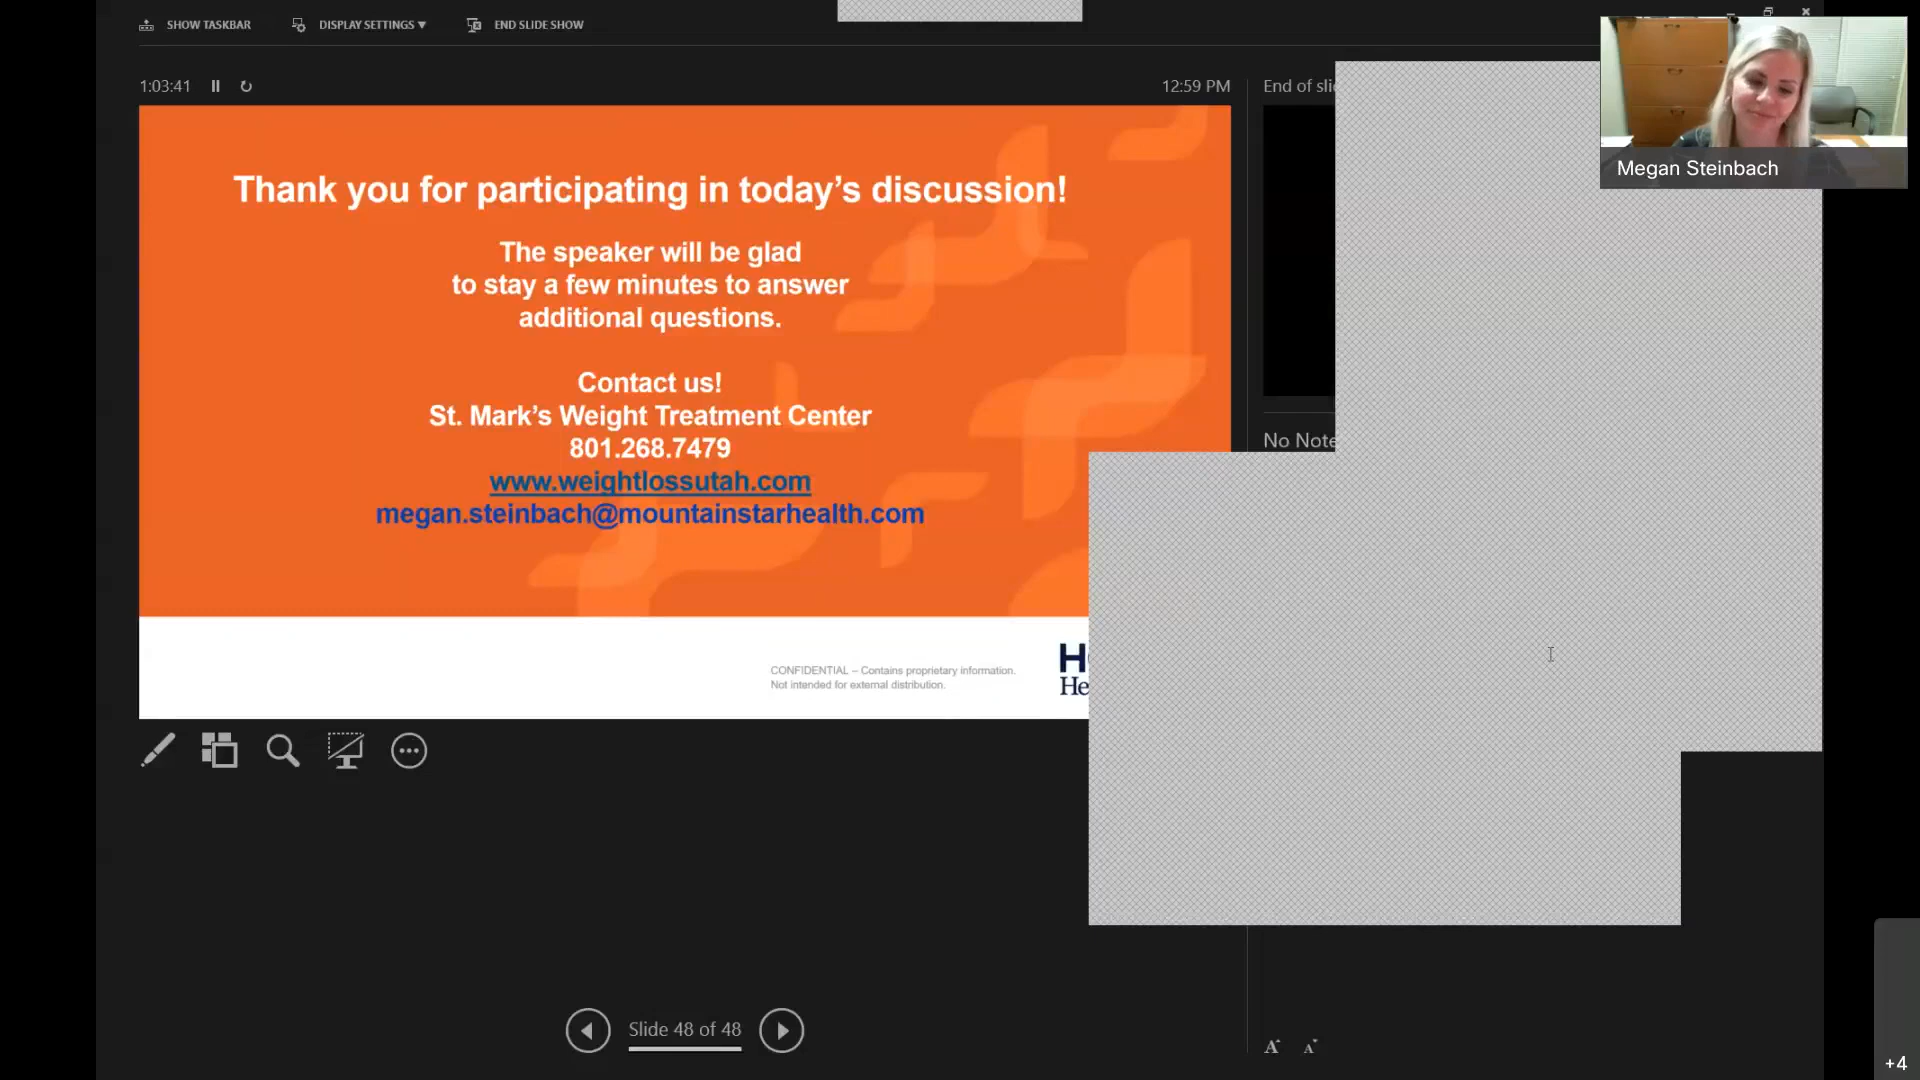 SHOW TASKBAR
DISPLAY SETTINGS ▼
END SLIDE SHOW
1:03:41
12:59 PM
End of sli
Megan Steinbach
Thank you for participating in today’s discussion!
The speaker will be glad
to stay a few minutes to answer
additional questions.
Contact us!
St. Mark’s Weight Treatment Center
801.268.7479
www.weightlossutah.com
megan.steinbach@mountainstarhealth.com
No Note
CONFIDENTIAL – Contains proprietary information.
Not intended for external distribution.
H
He
Slide 48 of 48
A A
+4